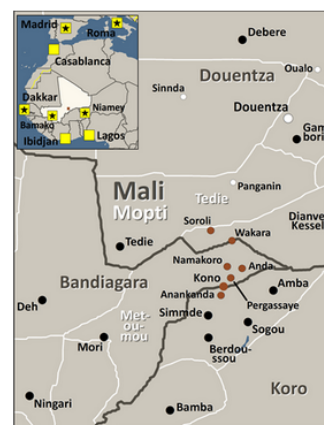 Madrid
Roma
Casablanca
Dakkar
Niamey
Bamako
Ibidjan
Lagos
Debere
Douentza
Oualo
Sinnda
Douentza
Gam
bori
Panganin
Mali
Mopti
Tedie
Dianve
Kessel
Soroli
Wakara
Tedie
Namakoro
Anda
Kono
Bandiagara
Amba
Anankanda
Pergassaye
Deh
Met-
ou-
mou
Simmde
Sogou
Mori
Berdou-
ssou
Koro
Ningari
Bamba